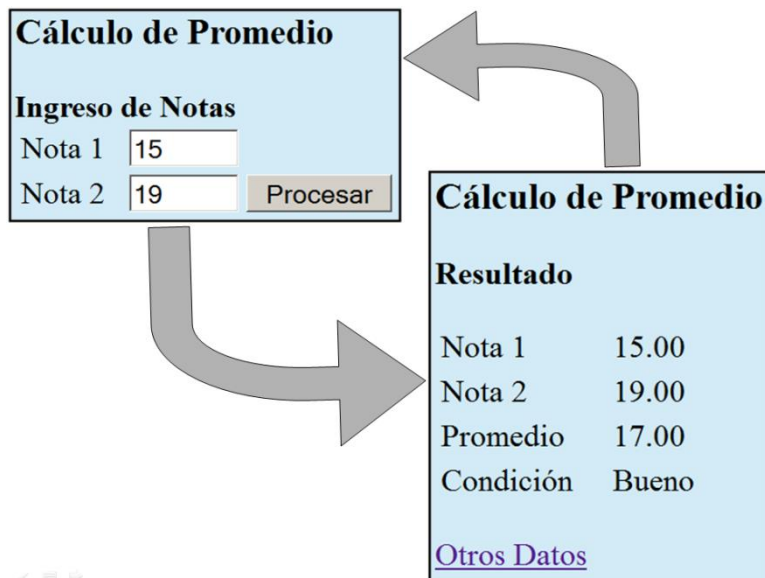 Cálculo de Promedio
Ingreso de Notas
Nota 1 15
Nota 2 19 Procesar
Cálculo de Promedio
Resultado
Nota 1 15.00
Nota 2 19.00
Promedio 17.00
Condición Bueno
Otros Datos